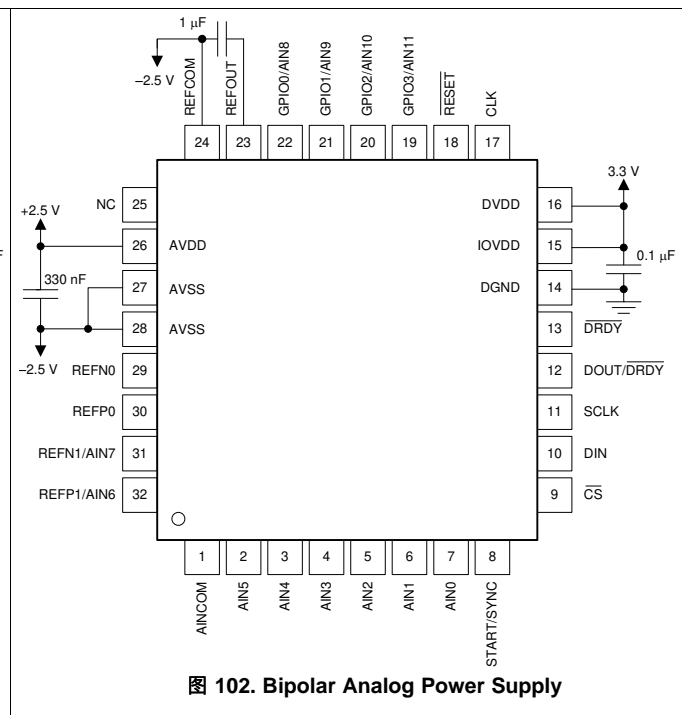 1 μF
–2.5 V
REFCOM
REFOUT
GPIO0/AIN8
GPIO1/AIN9
GPIO2/AIN10
GPIO3/AIN11
RESET
CLK
24
23
22
21
20
19
18
17
3.3 V
NC
25
DVDD
16
+2.5 V
26
AVDD
IOVDD
15
0.1 μF
F
330 nF
27
AVSS
DGND
14
28
AVSS
13
DRDY
–2.5 V
REFN0
29
12
DOUT/DRDY
REFP0
30
11
SCLK
REFN1/AIN7
31
10
DIN
REFP1/AIN6
32
9
CS
1
2
3
4
5
6
7
8
AINCOM
AIN5
AIN4
AIN3
AIN2
AIN1
AIN0
START/SYNC
图 102. Bipolar Analog Power Supply